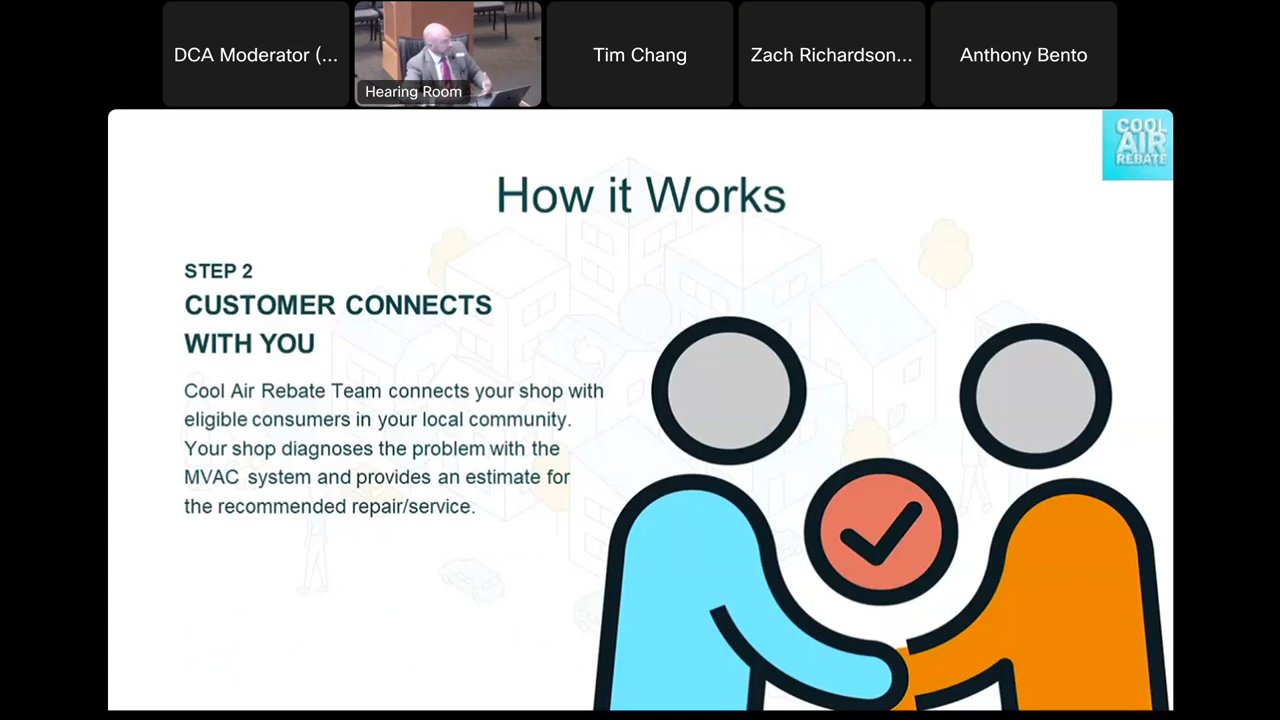 DCA Moderator (...
Hearing Room
Tim Chang
Zach Richardson...
Anthony Bento
COOL
AIR
REBATE
How it Works
STEP 2
CUSTOMER CONNECTS
WITH YOU
Cool Air Rebate Team connects your shop with
eligible consumers in your local community.
Your shop diagnoses the problem with the
MVAC system and provides an estimate for
the recommended repair/service.